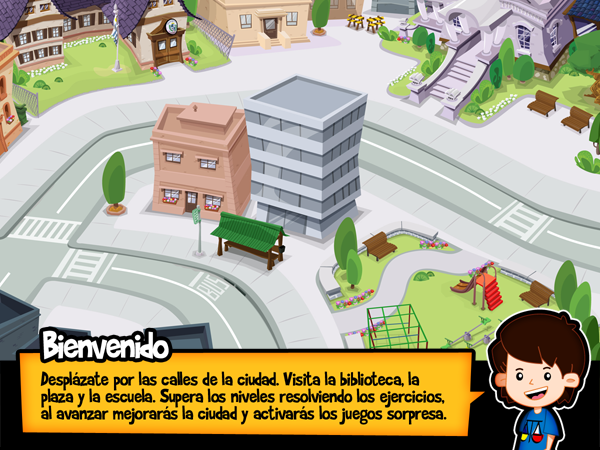 BUS
Bienvenido
Desplázate por las calles de la ciudad. Visita la biblioteca, la
plaza y la escuela. Supera los niveles resolviendo los ejercicios,
al avanzar mejorarás la ciudad y activarás los juegos sorpresa.